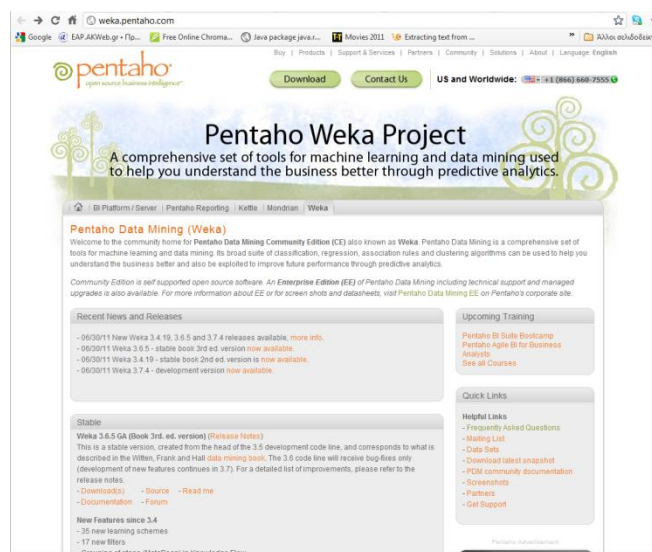 weka.pentaho.com
Google EAP.AKWeb.gr - Πρ... Free Online Chroma... Java package java.r... Movies 2011 Extracting text from ... » Άλλοι σελιδοδείκ
Buy | Products | Support & Services | Partners | Community | Solutions | About | Language: English
pentaho
open source business intelligence
Download Contact Us US and Worldwide: +1 (866) 660-7555
Pentaho Weka Project
A comprehensive set of tools for machine learning and data mining used
to help you understand the business better through predictive analytics.
BI Platform / Server | Pentaho Reporting | Kettle | Mondrian | Weka
Pentaho Data Mining (Weka)
Welcome to the community home for Pentaho Data Mining Community Edition (CE) also known as Weka. Pentaho Data Mining is a comprehensive set of
tools for machine learning and data mining. Its broad suite of classification, regression, association rules and clustering algorithms can be used to help you
understand the business better and also be exploited to improve future performance through predictive analytics.
Community Edition is self supported open source software. An Enterprise Edition (EE) of Pentaho Data Mining including technical support and managed
upgrades is also available. For more information about EE or for screen shots and datasheets, visit Pentaho Data Mining EE on Pentaho's corporate site.
Recent News and Releases
- 06/30/11 New Weka 3.4.19, 3.6.5 and 3.7.4 releases available, more info.
- 06/30/11 Weka 3.6.5 - stable book 3rd ed. version now available.
- 06/30/11 Weka 3.4.19 - stable book 2nd ed. version is now available.
- 06/30/11 Weka 3.7.4 - development version now available.
Upcoming Training
Pentaho BI Suite Bootcamp
Pentaho Agile BI for Business
Analysts
See all Courses
Stable
Weka 3.6.5 GA (Book 3rd. ed. version) (Release Notes)
This is a stable version, created from the head of the 3.5 development code line, and corresponds to what is
described in the Witten, Frank and Hall data mining book. The 3.6 code line will receive bug-fixes only
(development of new features continues in 3.7). For a detailed list of improvements, please refer to the
release notes.
- Download(s) - Source - Read me
- Documentation - Forum
New Features since 3.4
- 35 new learning schemes
- 17 new filters
Quick Links
Helpful Links
- Frequently Asked Questions
- Mailing List
- Data Sets
- Download latest snapshot
- PDM community documentation
- Screenshots
- Partners
- Get Support
Pentaho Advertisement